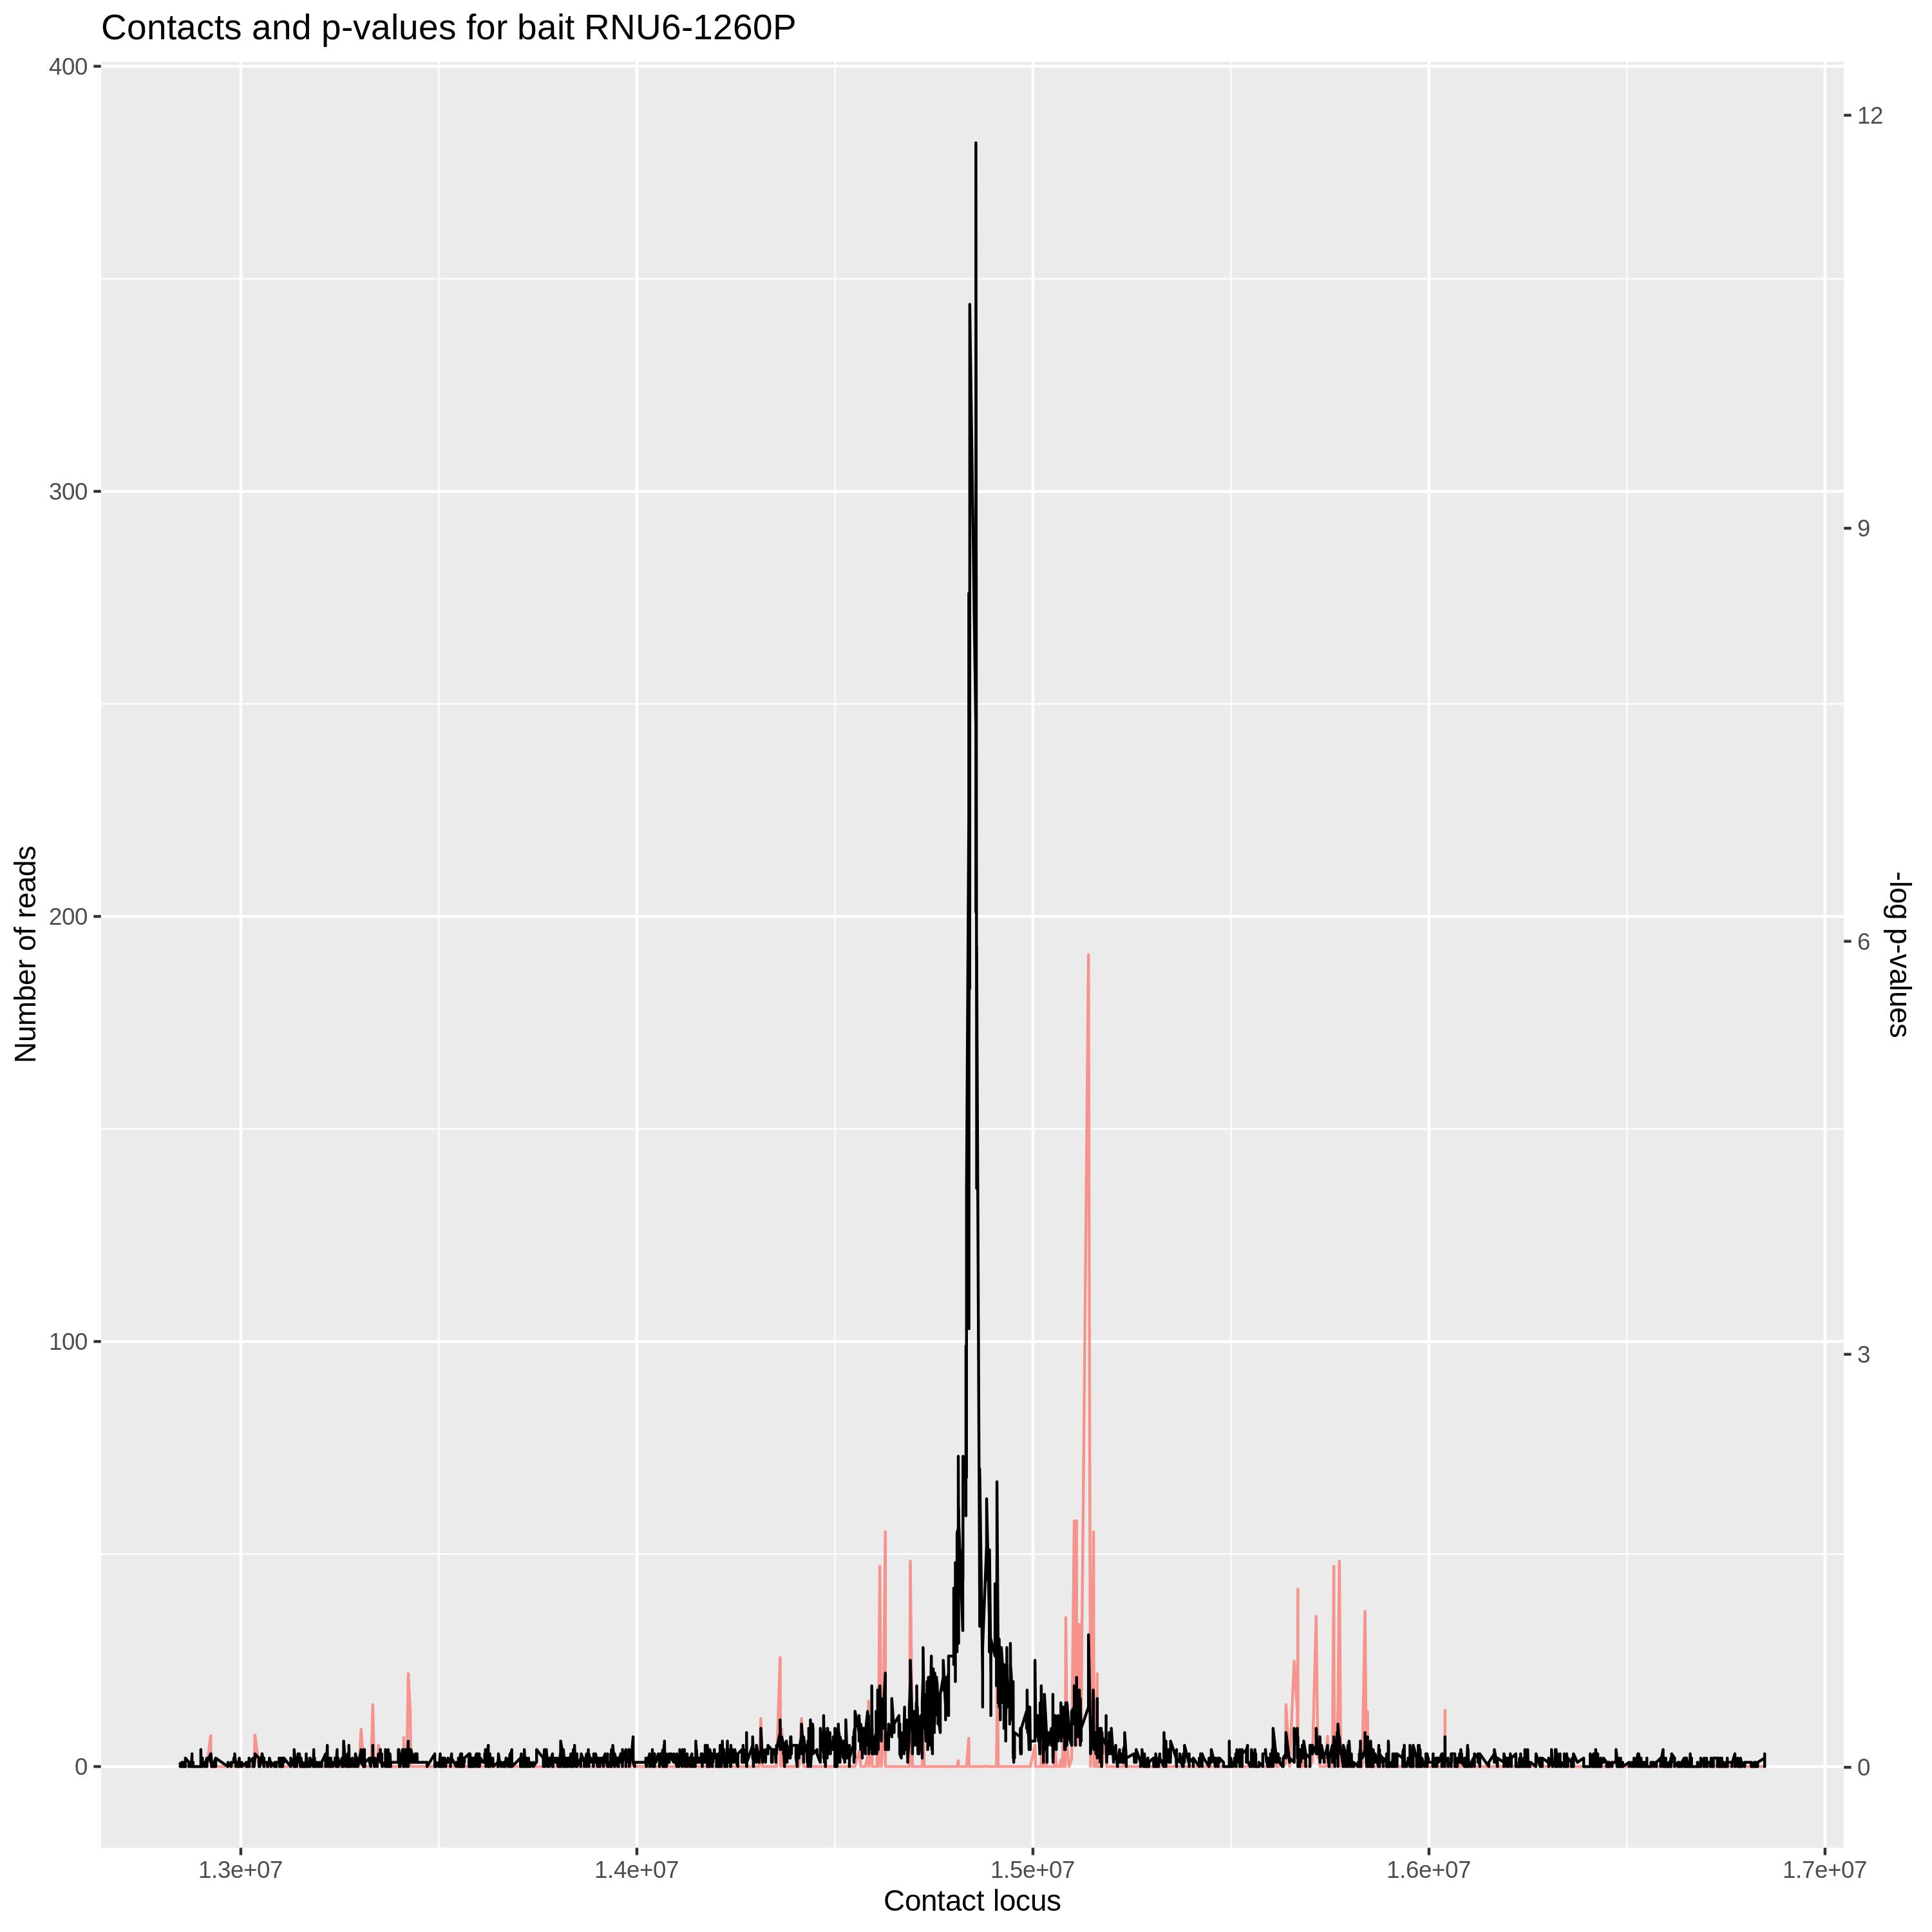 Contacts and p-values for bait RNU6-1260P
400
300
200
100
0
12
9
6
3
0
Number of reads
-log p-values
1.3e+07
1.4e+07
1.5e+07
1.6e+07
1.7e+07
Contact locus